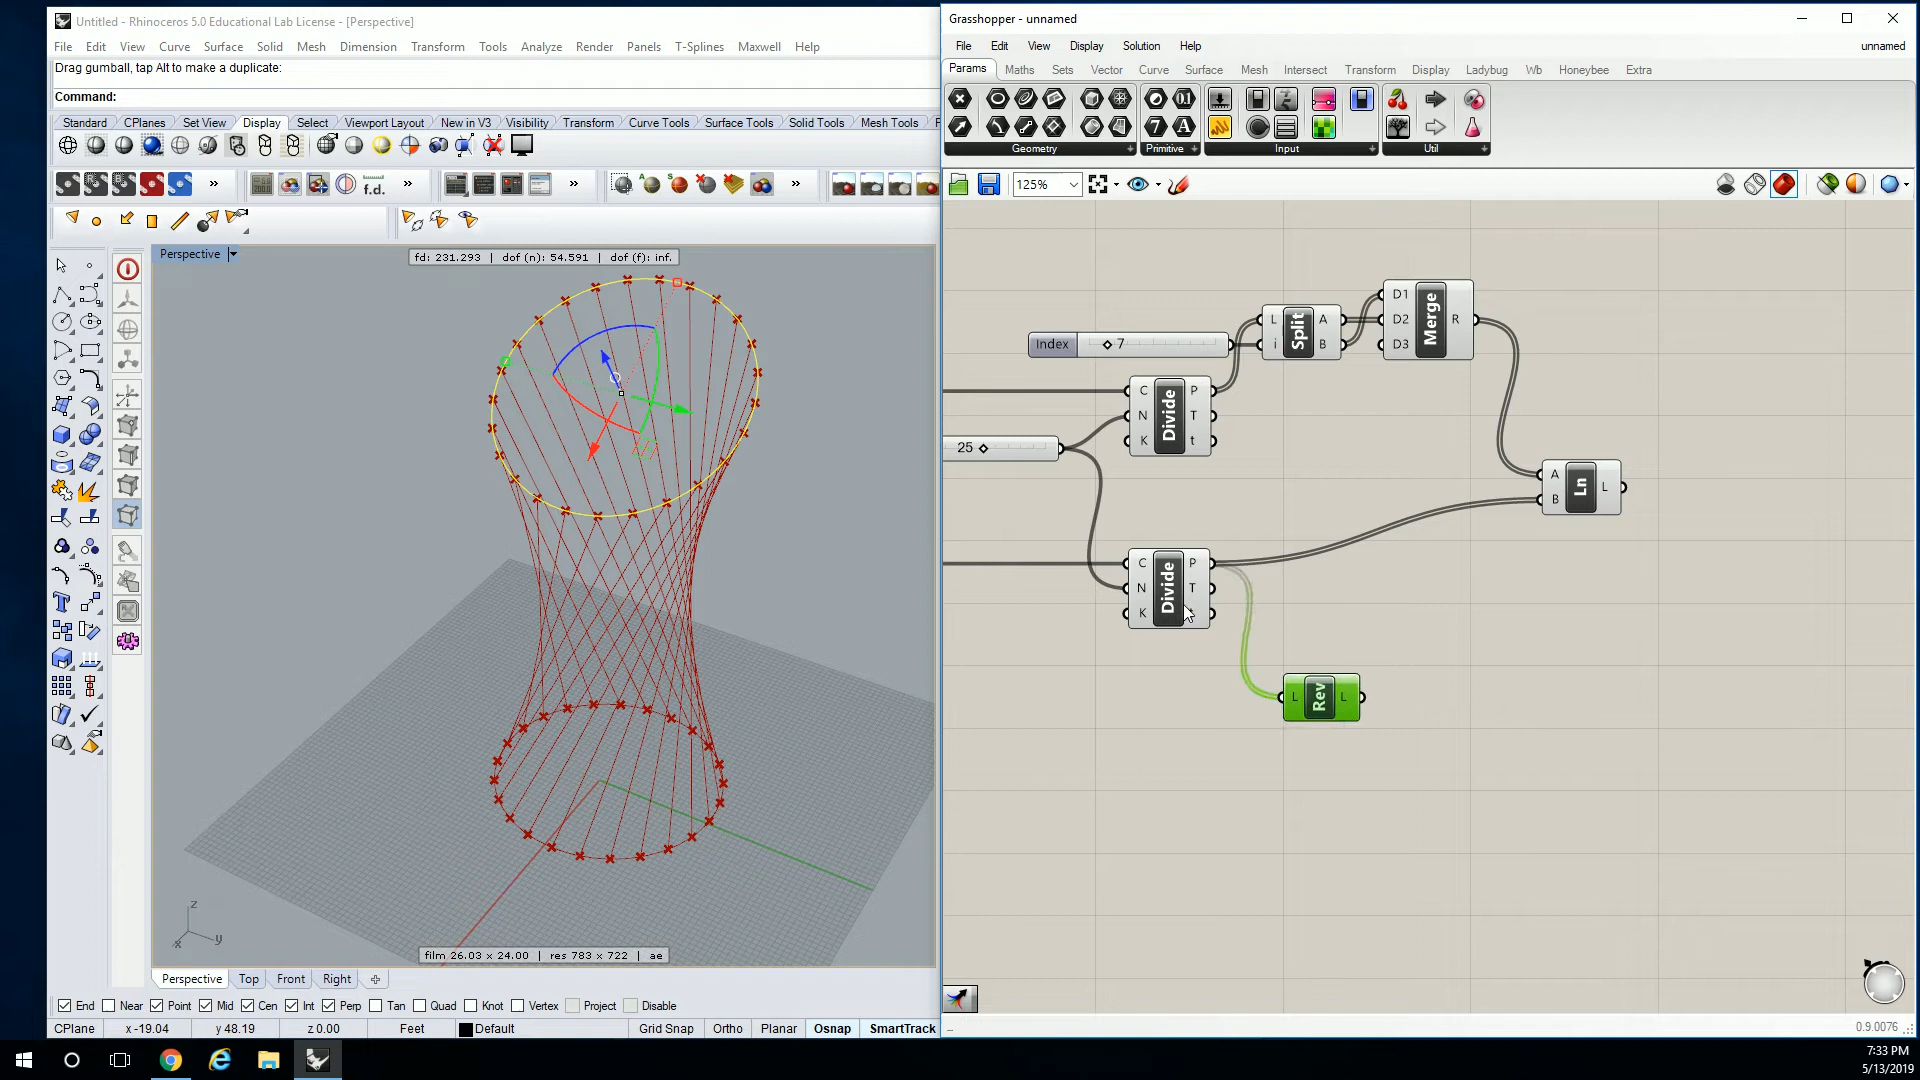 Untitled - Rhinoceros 5.0 Educational Lab License - [Perspective]
File Edit View Curve Surface Solid Mesh Dimension Transform Tools Analyze Render Panels T-Splines Maxwell Help
Drag gumball, tap Alt to make a duplicate:
Command:
Standard CPlanes Set View Display Select Viewport Layout New in V3 Visibility Transform Curve Tools Surface Tools Solid Tools Mesh Tools
f.d.
Perspective
fd: 231.293 | dof (n): 54.591 | dof (f): inf.
z
x
y
film 26.03 x 24.00 | res 783 x 722 | ae
Perspective Top Front Right
End Near Point Mid Cen Int Perp Tan Quad Knot Vertex Project Disable
CPlane x -19.04 y 48.19 z 0.00 Feet Default Grid Snap Ortho Planar Osnap SmartTrack
Grasshopper - unnamed
File Edit View Display Solution Help unnamed
Params Maths Sets Vector Curve Surface Mesh Intersect Transform Display Ladybug Wb Honeybee Extra
Geometry Primitive Input Util
125%
Index 7
L i Split A B
D1 D2 D3 Merge R
C N K Divide P T t
25
A B Ln L
C N K Divide P T
L Rev L
0.9.0076
7:33 PM
5/13/2019